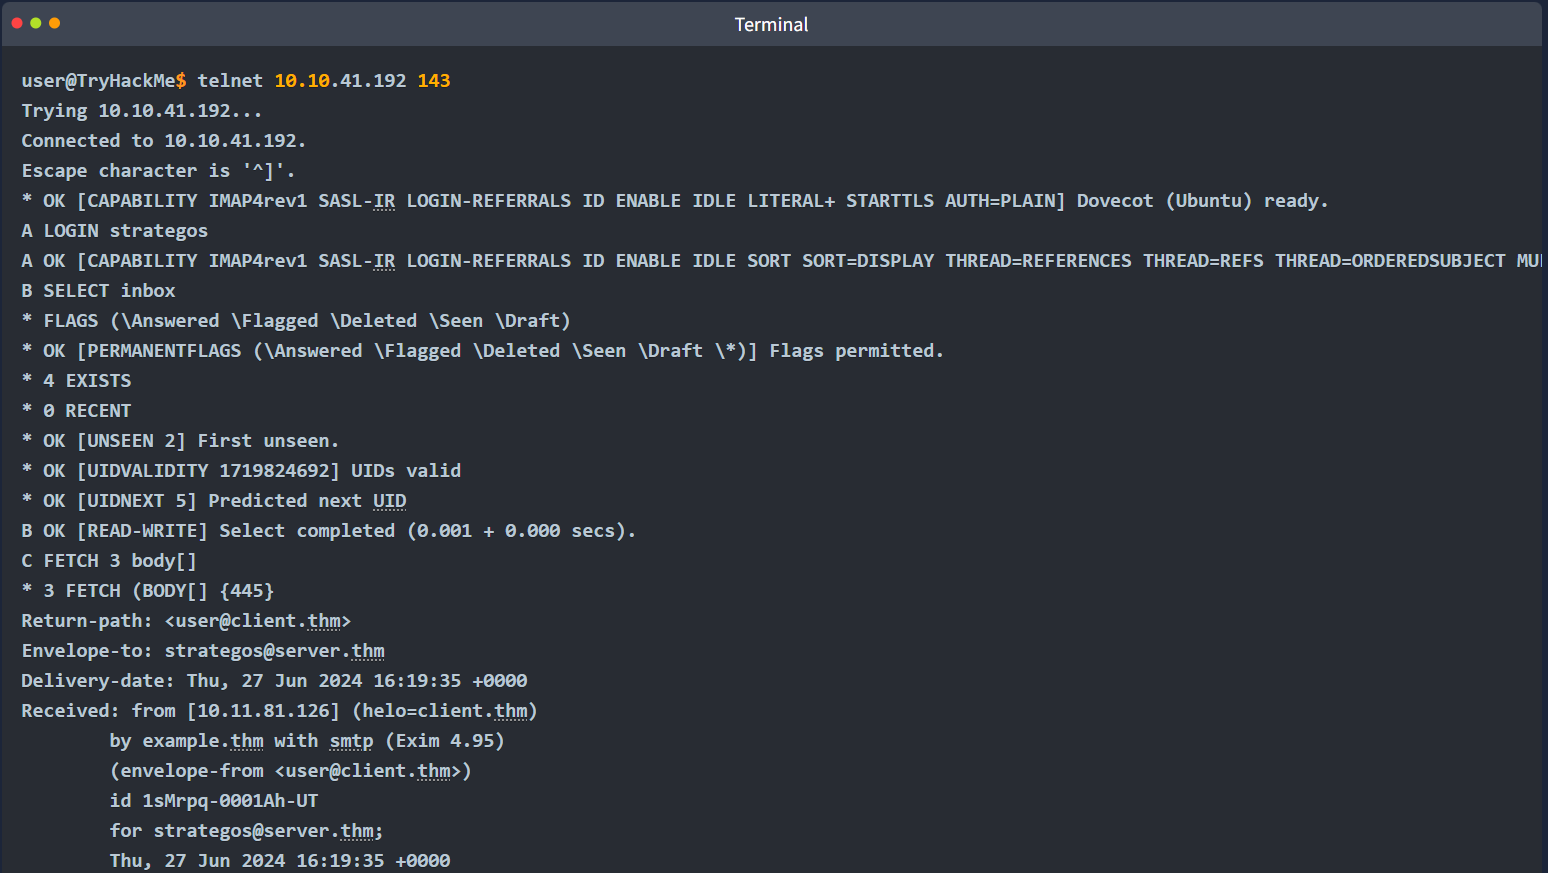 Terminal
user@TryHackMe$ telnet 10.10.41.192 143
Trying 10.10.41.192...
Connected to 10.10.41.192.
Escape character is '^]'.
* OK [CAPABILITY IMAP4rev1 SASL-IR LOGIN-REFERRALS ID ENABLE IDLE LITERAL+ STARTTLS AUTH=PLAIN] Dovecot (Ubuntu) ready.
A LOGIN strategos
A OK [CAPABILITY IMAP4rev1 SASL-IR LOGIN-REFERRALS ID ENABLE IDLE SORT SORT=DISPLAY THREAD=REFERENCES THREAD=REFS THREAD=ORDEREDSUBJECT
B SELECT inbox
* FLAGS (\Answered \Flagged \Deleted \Seen \Draft)
* OK [PERMANENTFLAGS (\Answered \Flagged \Deleted \Seen \Draft \*)] Flags permitted.
* 4 EXISTS
* 0 RECENT
* OK [UNSEEN 2] First unseen.
* OK [UIDVALIDITY 1719824692] UIDs valid
* OK [UIDNEXT 5] Predicted next UID
B OK [READ-WRITE] Select completed (0.001 + 0.000 secs).
C FETCH 3 body[]
* 3 FETCH (BODY[] {445}
Return-path: <user@client.thm>
Envelope-to: strategos@server.thm
Delivery-date: Thu, 27 Jun 2024 16:19:35 +0000
Received: from [10.11.81.126] (helo=client.thm)
by example.thm with smtp (Exim 4.95)
(envelope-from <user@client.thm>)
id 1sMrpq-0001Ah-UT
for strategos@server.thm;
Thu, 27 Jun 2024 16:19:35 +0000